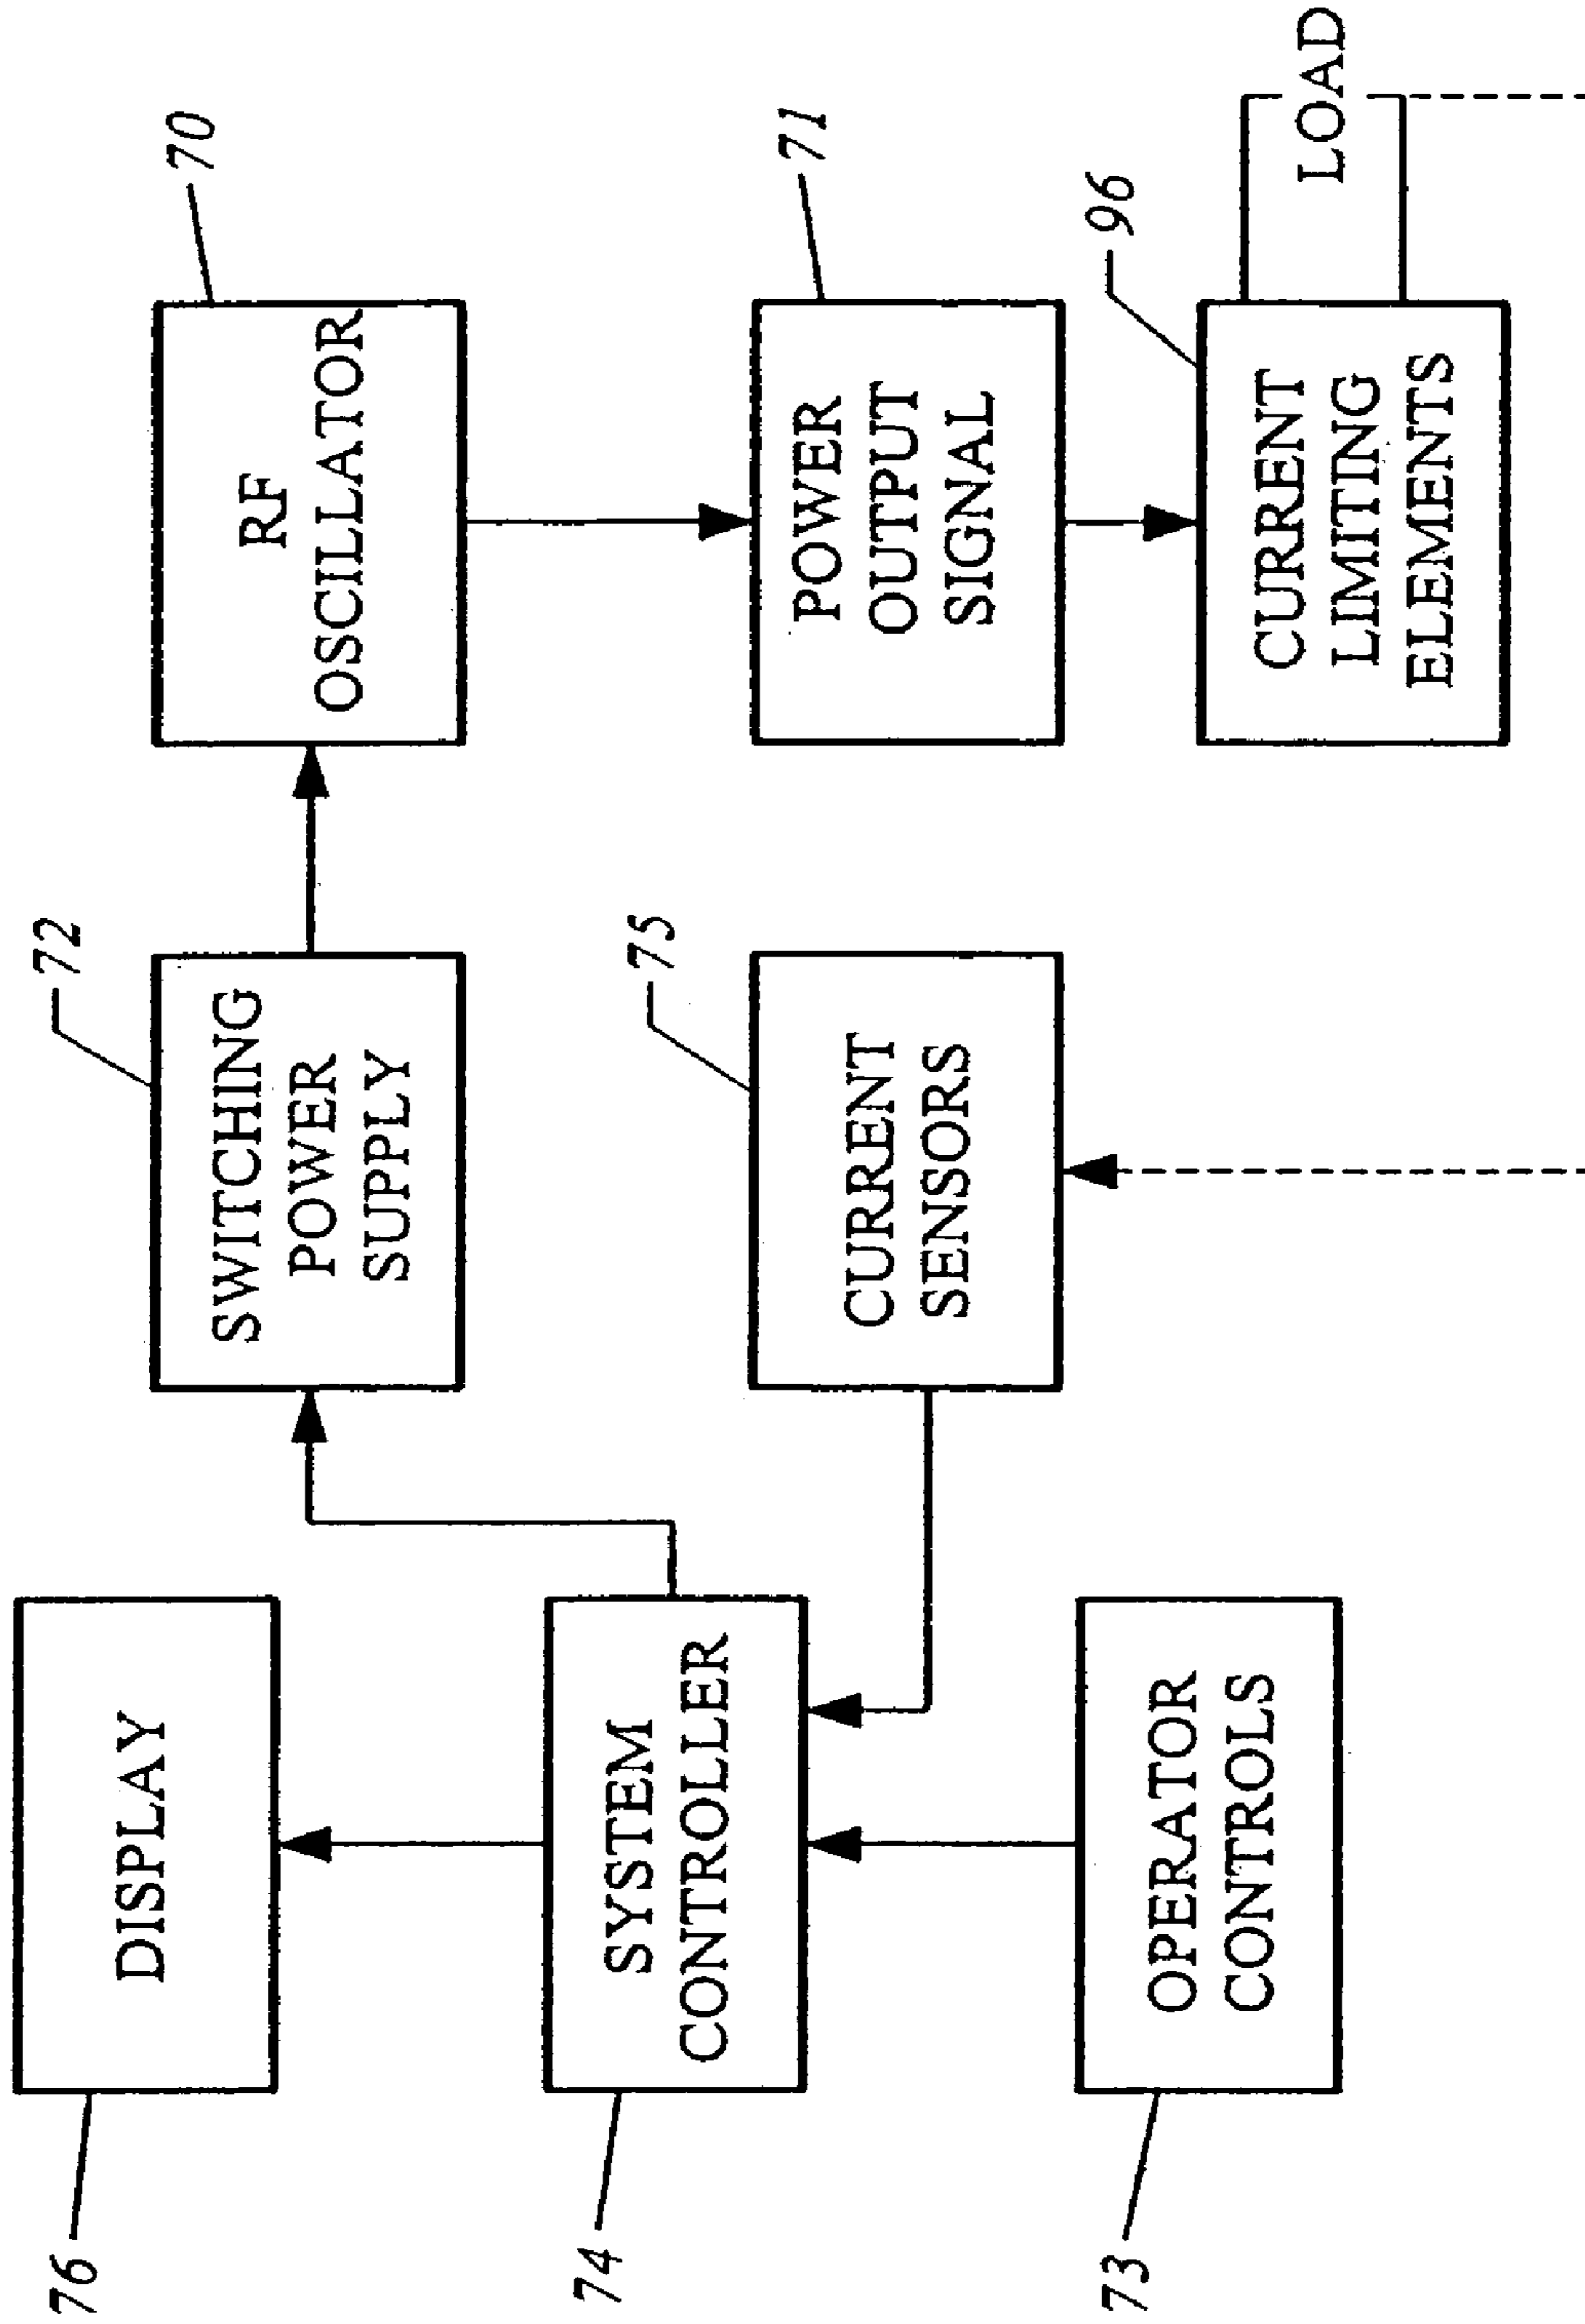 76
DISPLAY
72
SWITCHING
POWER
SUPPLY
70
RF
OSCILLATOR
74
SYSTEM
CONTROLLER
75
CURRENT
SENSORS
71
POWER
OUTPUT
SIGNAL
73
OPERATOR
CONTROLS
96
CURRENT
LIMITING
ELEMENTS
LOAD